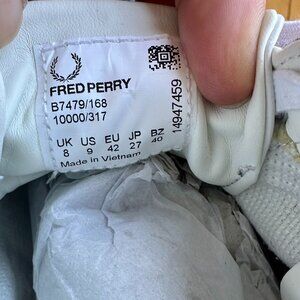 FRED PERRY
B7479/168
10000/317
UK US EU JP BZ
8 9 42 27 40
Made in Vietnam
14947459